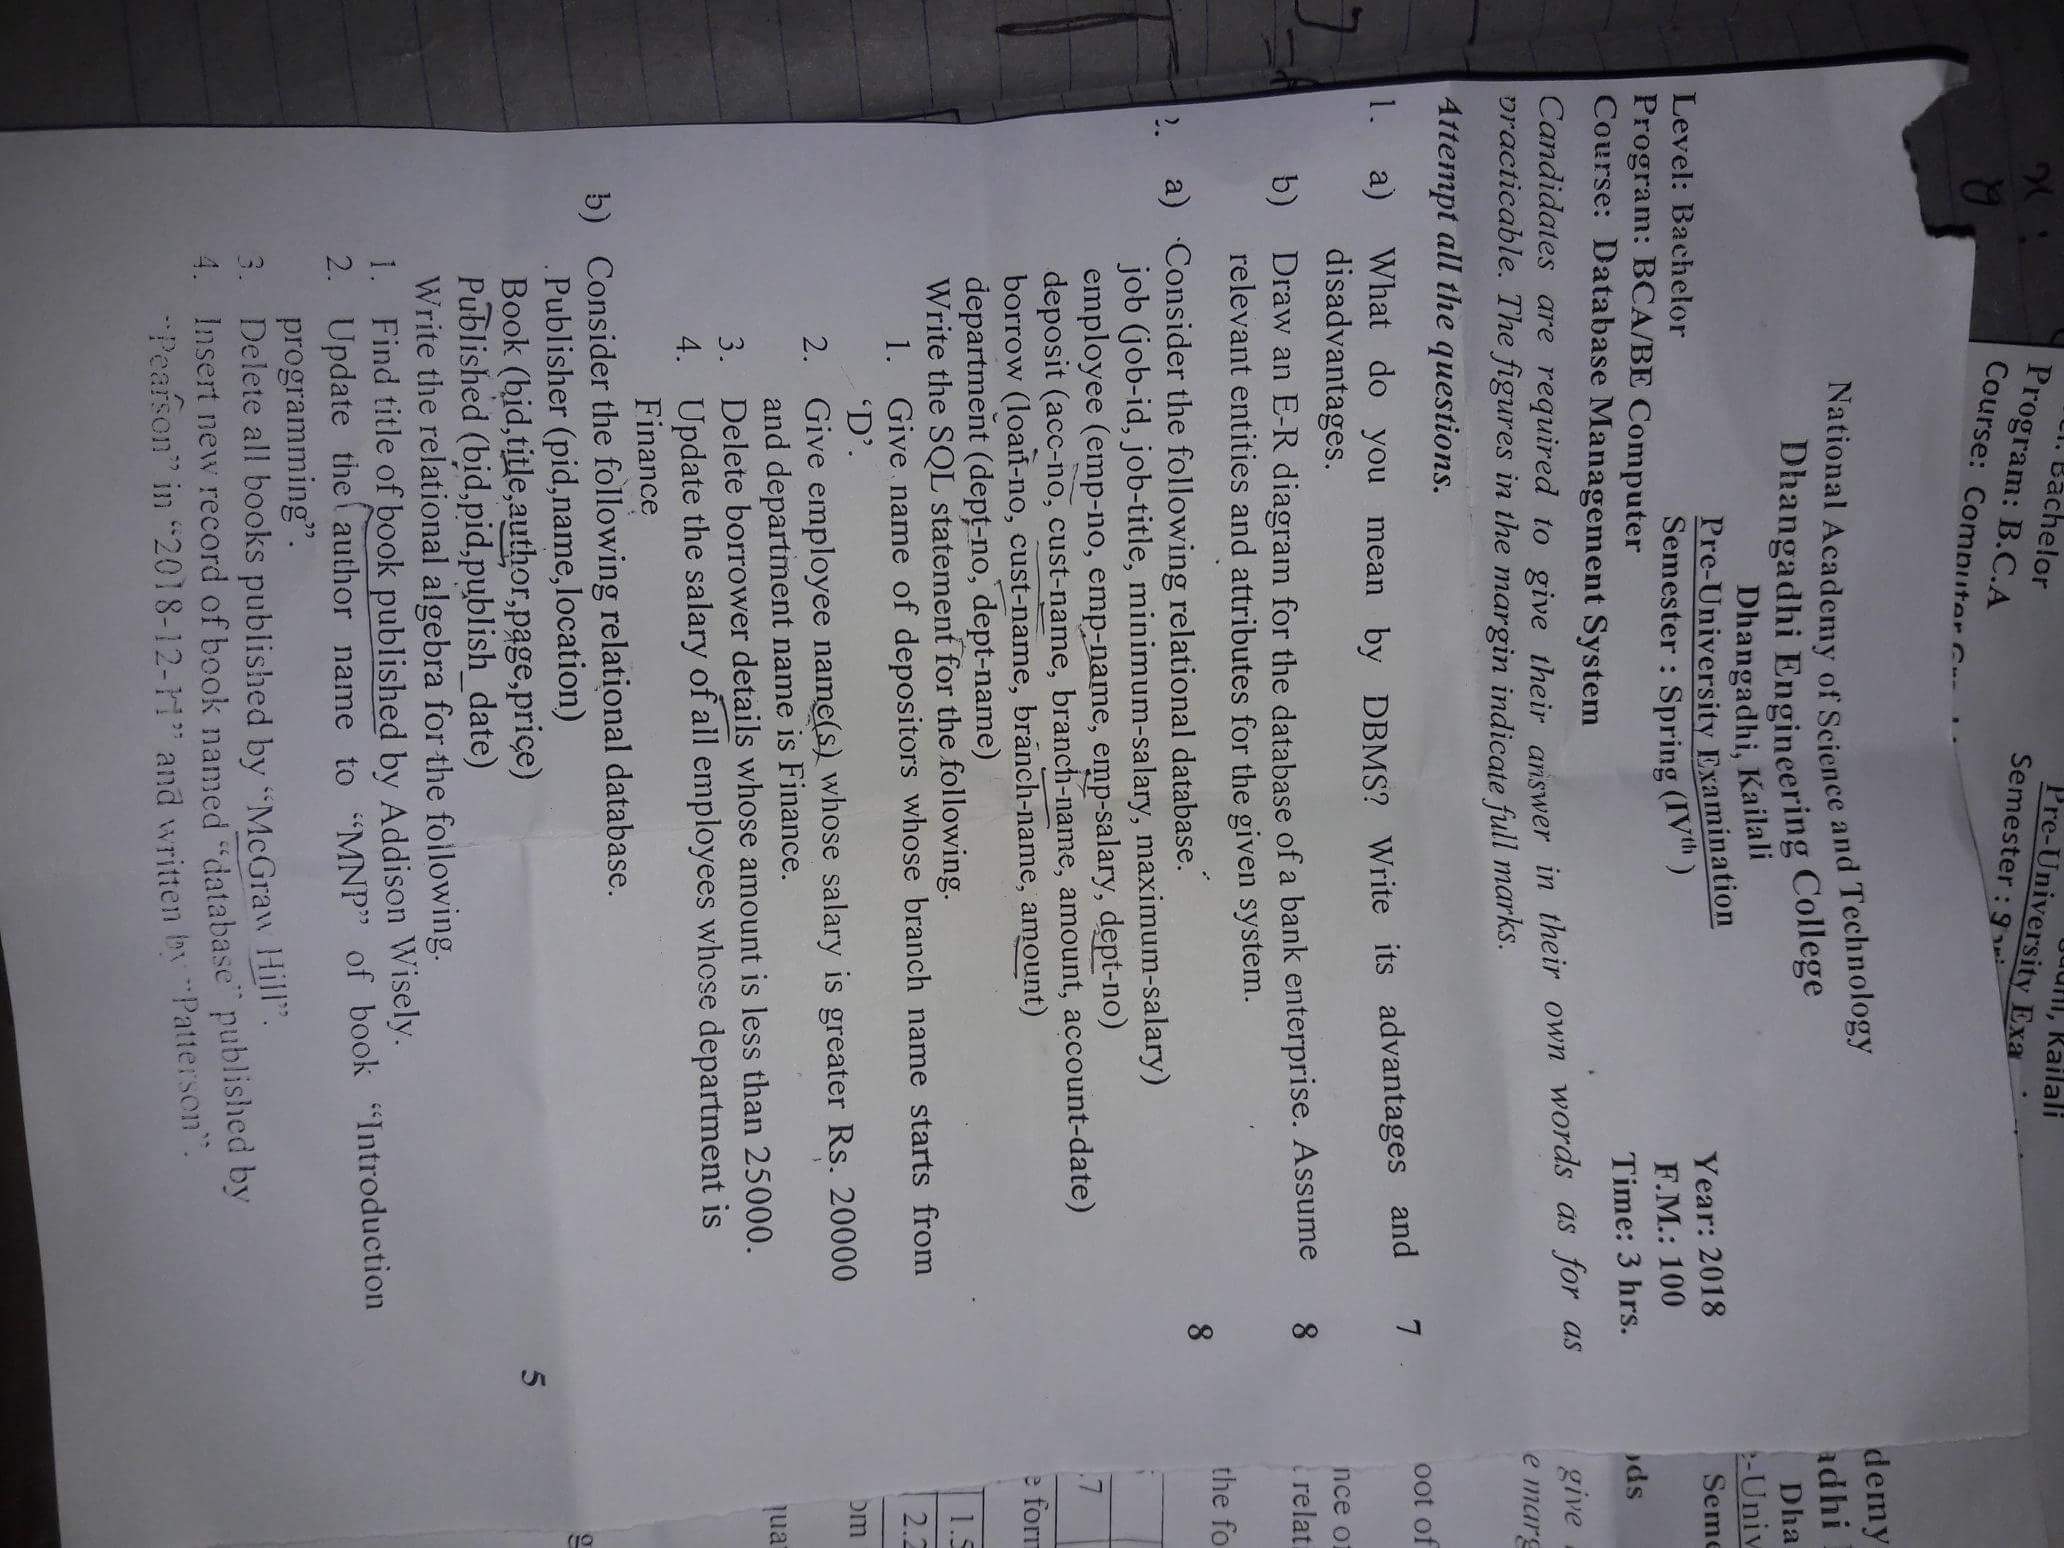 Bachelor
Kailali
Program: B.C.A
Pre-University Exa
Course: Computer
Semester :
x :
y
National Academy of Science and Technology
Dhangadhi Engineering College
Dhangadhi, Kailali
Pre-University Examination
Level: Bachelor
Semester : Spring (IVth )
Year: 2018
Program: BCA/BE Computer
F.M.: 100
Course: Database Management System
Time: 3 hrs.
Candidates are required to give their answer in their own words as for as
practicable. The figures in the margin indicate full marks.
Attempt all the questions.
1. a) What do you mean by DBMS? Write its advantages and 7
disadvantages.
b) Draw an E-R diagram for the database of a bank enterprise. Assume 8
relevant entities and attributes for the given system.
2. a) Consider the following relational database. 8
job (job-id, job-title, minimum-salary, maximum-salary)
employee (emp-no, emp-name, emp-salary, dept-no)
deposit (acc-no, cust-name, branch-name, amount, account-date)
borrow (loan-no, cust-name, branch-name, amount)
department (dept-no, dept-name)
Write the SQL statement for the following.
1. Give name of depositors whose branch name starts from
‘D’.
2. Give employee name(s) whose salary is greater Rs. 20000
and department name is Finance.
3. Delete borrower details whose amount is less than 25000.
4. Update the salary of all employees whose department is
Finance
b) Consider the following relational database.
Publisher (pid,name,location)
Book (bid,title,author,page,price) 5
Published (bid,pid,publish_date)
Write the relational algebra for the following.
1. Find title of book published by Addison Wisely.
2. Update the author name to “MNP” of book “Introduction
programming”.
3. Delete all books published by “McGraw Hill”.
4. Insert new record of book named “database” published by
“Pearson” in “2018-12-11” and written by “Patterson”.
demy
adhi
Dha
-Univ
Seme
ods
give
e marg
oot of
nce of
relat
the fo
.7
e form
1.5
2.2
om